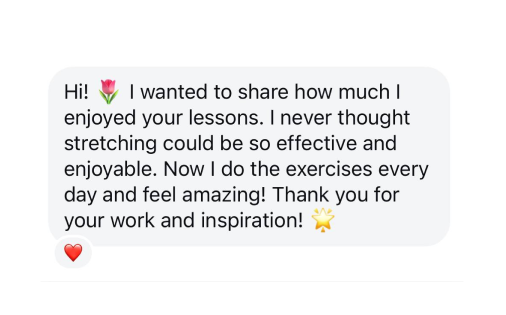 Hi! 🌷 I wanted to share how much I
enjoyed your lessons. I never thought
stretching could be so effective and
enjoyable. Now I do the exercises every
day and feel amazing! Thank you for
your work and inspiration! 🌟